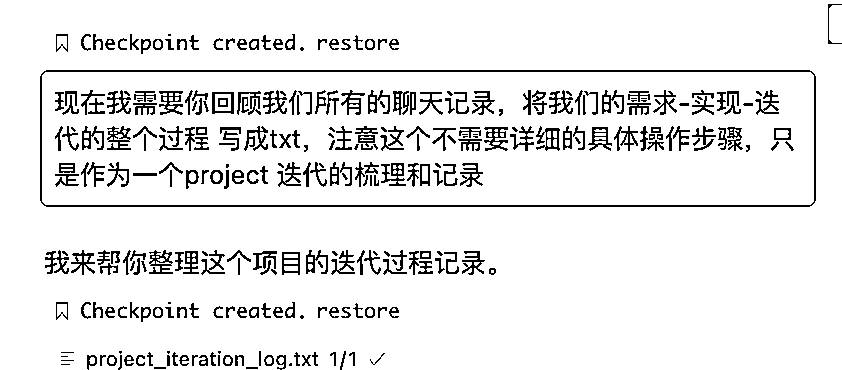 Checkpoint created. restore
现在我需要你回顾我们所有的聊天记录，将我们的需求-实现-迭
代的整个过程 写成txt，注意这个不需要详细的具体操作步骤，只
是作为一个project 迭代的梳理和记录
我来帮你整理这个项目的迭代过程记录。
Checkpoint created. restore
project_iteration_log.txt 1/1 ✓